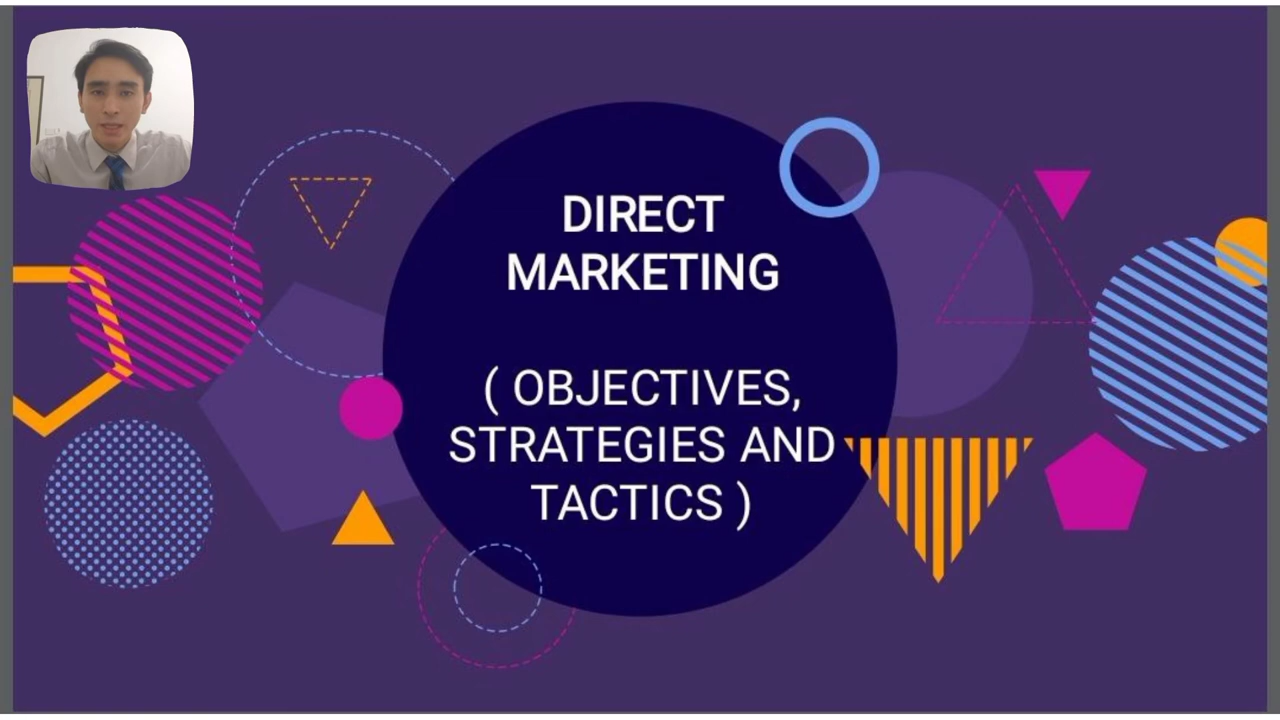 DIRECT
MARKETING
( OBJECTIVES,
STRATEGIES AND
TACTICS )